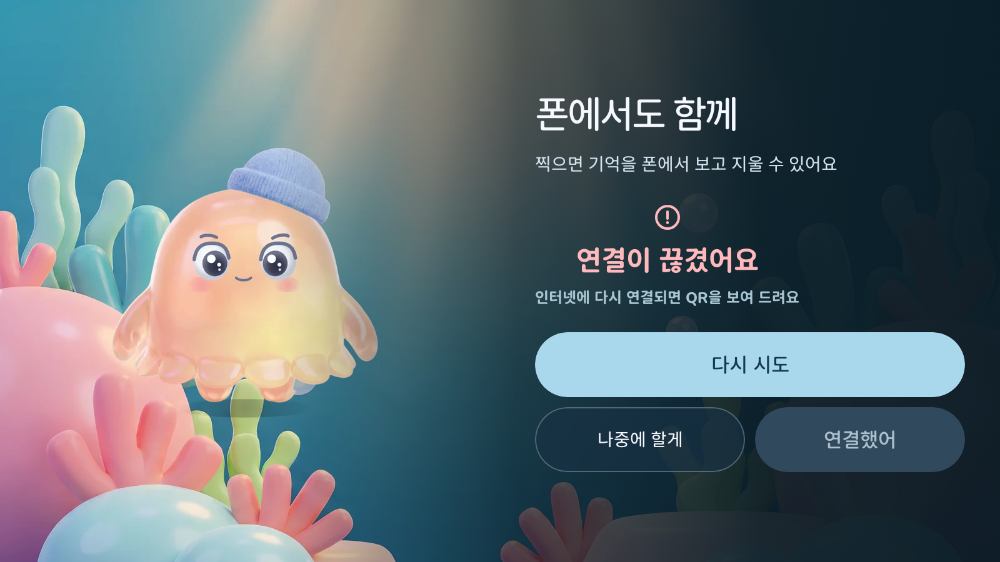 폰에서도 함께
찍으면 기억을 폰에서 보고 지울 수 있어요
연결이 끊겼어요
인터넷에 다시 연결되면 QR을 보여 드려요
다시 시도
나중에 할게
연결했어